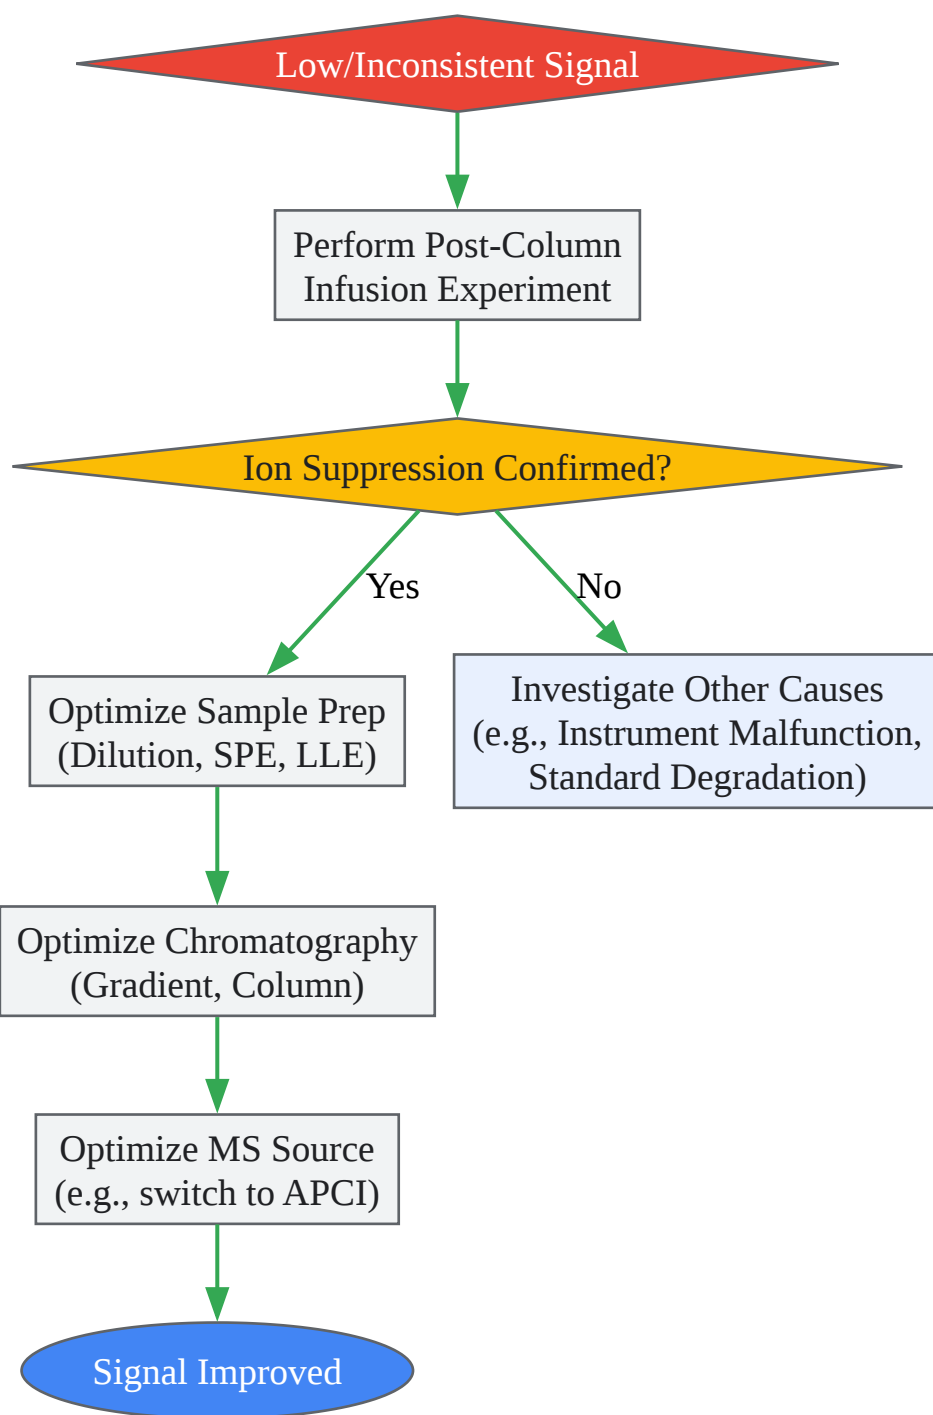 Low/Inconsistent Signal
Perform Post-Column
Infusion Experiment
Ion Suppression Confirmed?
Yes
No
Optimize Sample Prep
(Dilution, SPE, LLE)
Investigate Other Causes
(e.g., Instrument Malfunction,
Standard Degradation)
Optimize Chromatography
(Gradient, Column)
Optimize MS Source
(e.g., switch to APCI)
Signal Improved